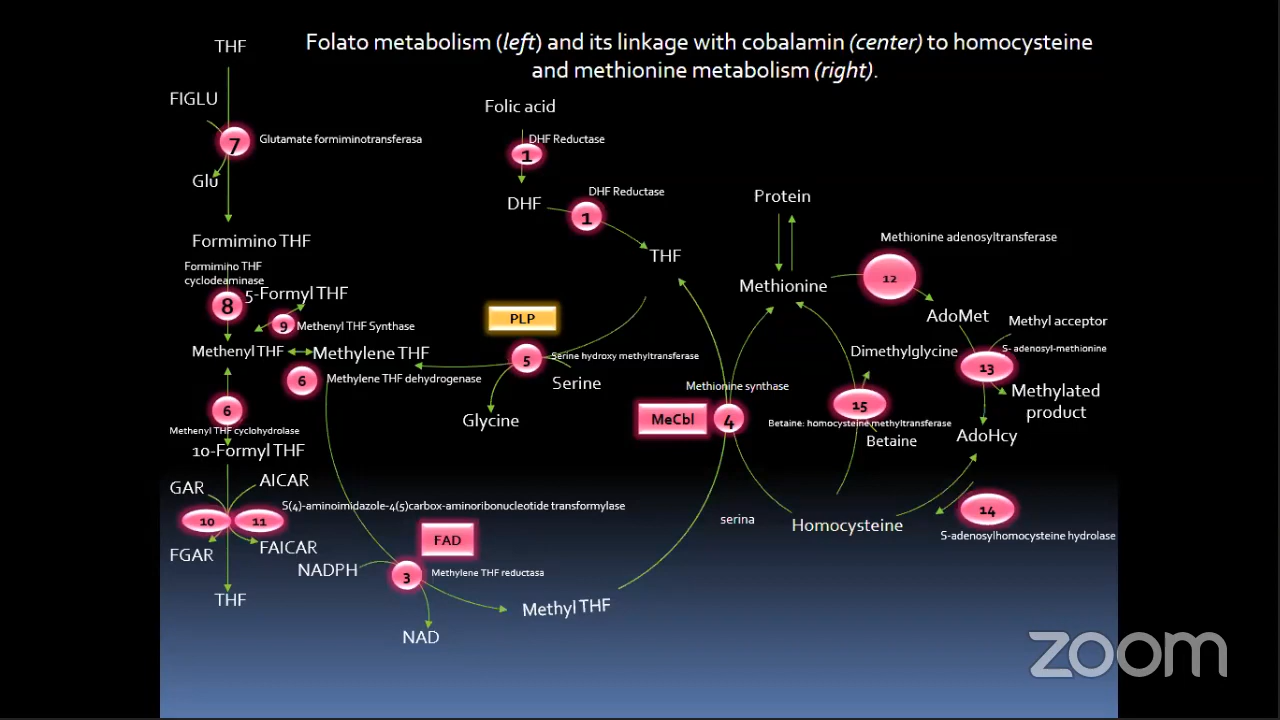 Folato metabolism (left) and its linkage with cobalamin (center) to homocysteine
and methionine metabolism (right).
THF
FIGLU
7
Glutamate formiminotransferasa
Glu
Formimino THF
Formimino THF
cyclodeaminase
8
5-Formyl THF
9
Methenyl THF Synthase
Methenyl THF
Methylene THF
6
Methylene THF dehydrogenase
6
Methenyl THF cyclohydrolase
10-Formyl THF
GAR
AICAR
S(4)-aminoimidazole-4(5)carbox-aminoribonucleotide transformylase
10
11
FGAR
FAICAR
THF
NADPH
FAD
3
Methylene THF reductasa
NAD
Methyl THF
Folic acid
DHF Reductase
1
DHF
DHF Reductase
1
THF
PLP
5
Serine hydroxy methyltransferase
Serine
Glycine
Methionine synthase
MeCbl
4
serina
Protein
Methionine
Methionine adenosyltransferase
12
AdoMet
Methyl acceptor
S- adenosyl-methionine
13
Dimethylglycine
Methylated
product
15
Betaine: homocysteine methyltransferase
Betaine
AdoHcy
Homocysteine
14
S-adenosylhomocysteine hydrolase
zoom